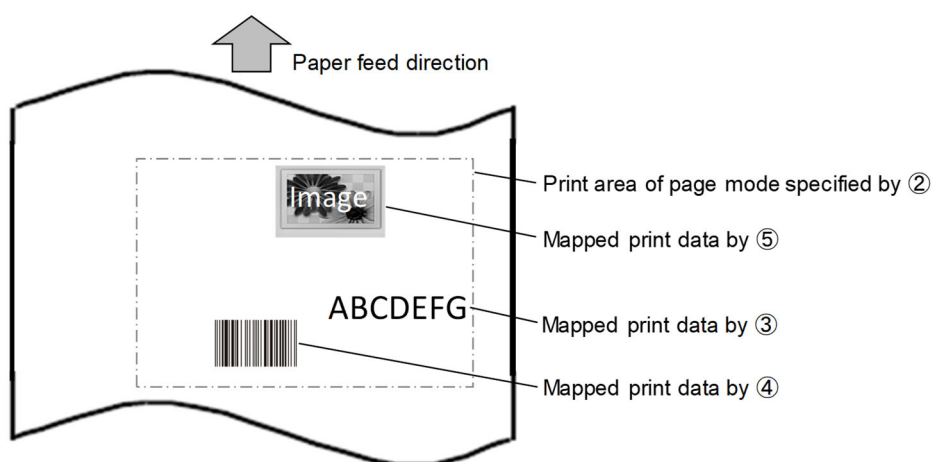 Paper feed direction
Print area of page mode specified by ②
Image
Mapped print data by ⑤
ABCDEFG
Mapped print data by ③
Mapped print data by ④